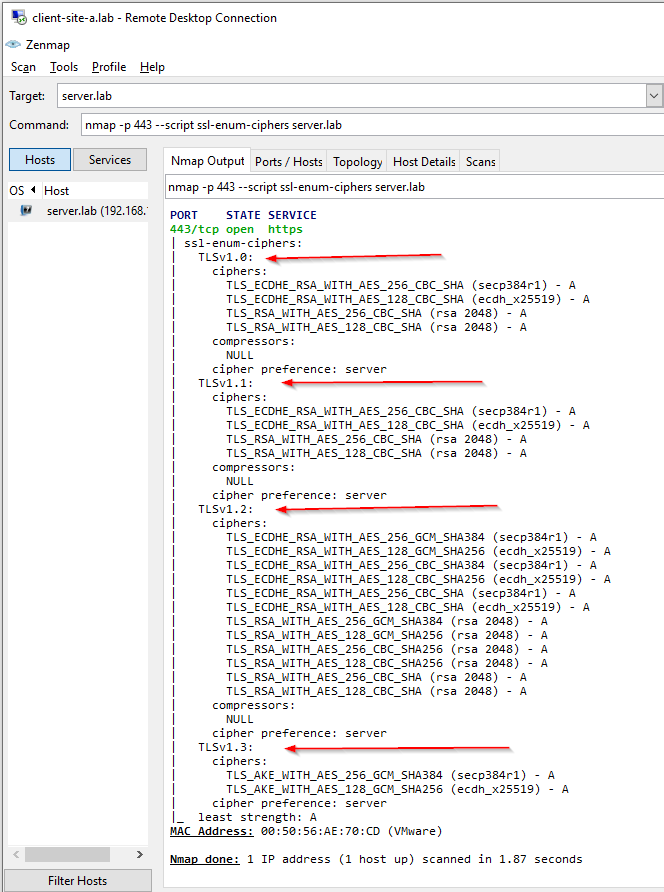 client-site-a.lab - Remote Desktop Connection
Zenmap
Scan Tools Profile Help
Target: server.lab
Command: nmap -p 443 --script ssl-enum-ciphers server.lab
Hosts Services
Nmap Output Ports / Hosts Topology Host Details Scans
OS Host
server.lab (192.168.
nmap -p 443 --script ssl-enum-ciphers server.lab
PORT    STATE SERVICE
443/tcp open  https
| ssl-enum-ciphers:
|   TLSv1.0:
|     ciphers:
|       TLS_ECDHE_RSA_WITH_AES_256_CBC_SHA (secp384r1) - A
|       TLS_ECDHE_RSA_WITH_AES_128_CBC_SHA (ecdh_x25519) - A
|       TLS_RSA_WITH_AES_256_CBC_SHA (rsa 2048) - A
|       TLS_RSA_WITH_AES_128_CBC_SHA (rsa 2048) - A
|     compressors:
|       NULL
|     cipher preference: server
|   TLSv1.1:
|     ciphers:
|       TLS_ECDHE_RSA_WITH_AES_256_CBC_SHA (secp384r1) - A
|       TLS_ECDHE_RSA_WITH_AES_128_CBC_SHA (ecdh_x25519) - A
|       TLS_RSA_WITH_AES_256_CBC_SHA (rsa 2048) - A
|       TLS_RSA_WITH_AES_128_CBC_SHA (rsa 2048) - A
|     compressors:
|       NULL
|     cipher preference: server
|   TLSv1.2:
|     ciphers:
|       TLS_ECDHE_RSA_WITH_AES_256_GCM_SHA384 (secp384r1) - A
|       TLS_ECDHE_RSA_WITH_AES_128_GCM_SHA256 (ecdh_x25519) - A
|       TLS_ECDHE_RSA_WITH_AES_256_CBC_SHA384 (secp384r1) - A
|       TLS_ECDHE_RSA_WITH_AES_128_CBC_SHA256 (ecdh_x25519) - A
|       TLS_ECDHE_RSA_WITH_AES_256_CBC_SHA (secp384r1) - A
|       TLS_ECDHE_RSA_WITH_AES_128_CBC_SHA (ecdh_x25519) - A
|       TLS_RSA_WITH_AES_256_GCM_SHA384 (rsa 2048) - A
|       TLS_RSA_WITH_AES_128_GCM_SHA256 (rsa 2048) - A
|       TLS_RSA_WITH_AES_256_CBC_SHA256 (rsa 2048) - A
|       TLS_RSA_WITH_AES_128_CBC_SHA256 (rsa 2048) - A
|       TLS_RSA_WITH_AES_256_CBC_SHA (rsa 2048) - A
|       TLS_RSA_WITH_AES_128_CBC_SHA (rsa 2048) - A
|     compressors:
|       NULL
|     cipher preference: server
|   TLSv1.3:
|     ciphers:
|       TLS_AKE_WITH_AES_256_GCM_SHA384 (secp384r1) - A
|       TLS_AKE_WITH_AES_128_GCM_SHA256 (ecdh_x25519) - A
|     cipher preference: server
|_  least strength: A
MAC Address: 00:50:56:AE:70:CD (VMware)
Nmap done: 1 IP address (1 host up) scanned in 1.87 seconds
Filter Hosts